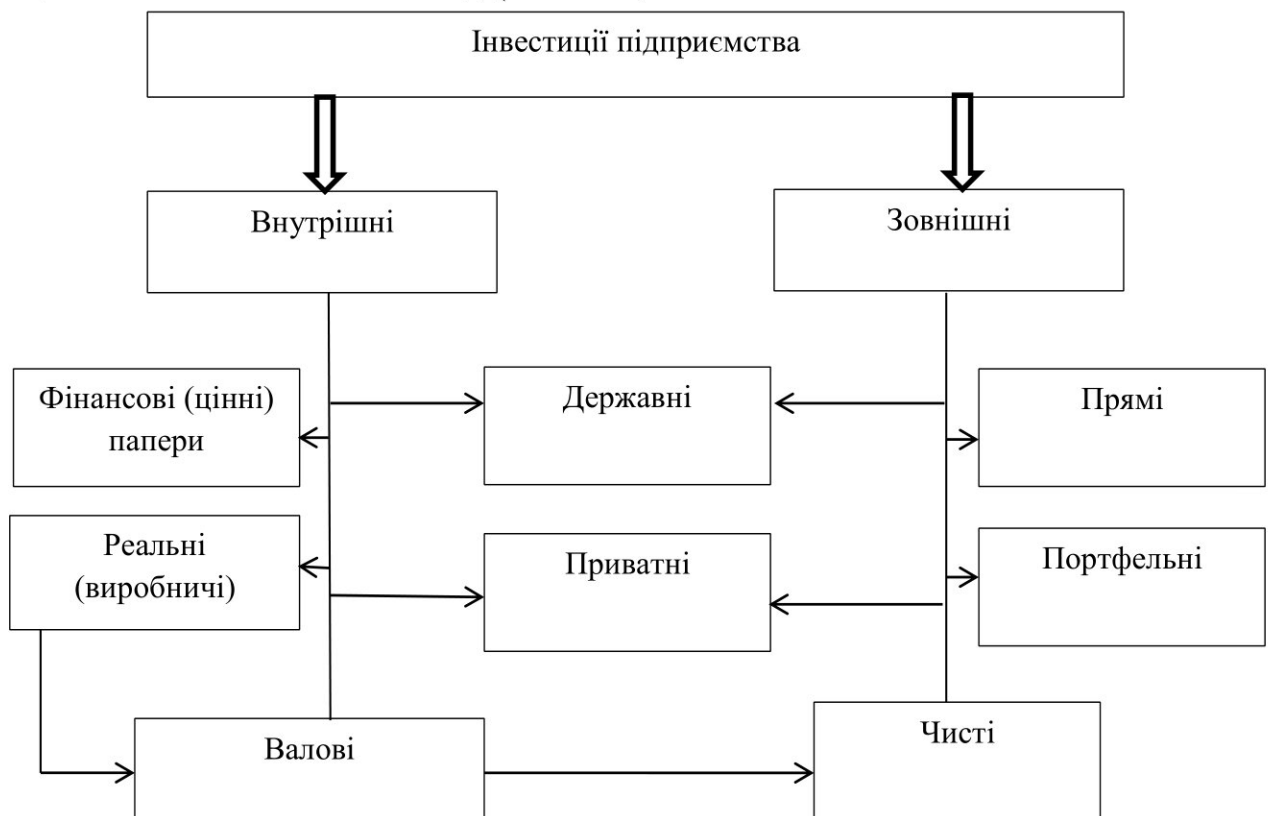 Інвестиції підприємства
Внутрішні
Зовнішні
Фінансові (цінні)
папери
Державні
Прямі
Реальні
(виробничі)
Приватні
Портфельні
Валові
Чисті